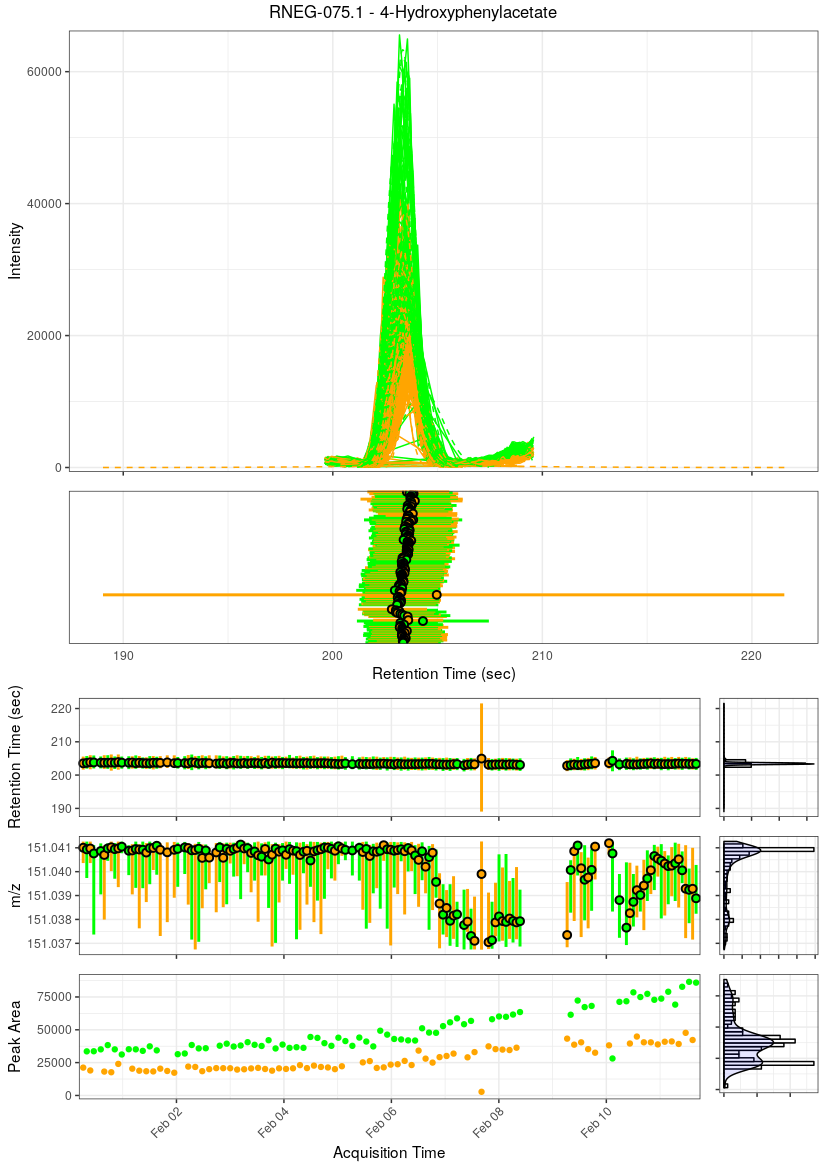 RNEG-075.1 - 4-Hydroxyphenylacetate
60000
40000
20000
0
Intensity
190
200
210
220
Retention Time (sec)
220
210
200
190
Retention Time (sec)
151.041
151.040
151.039
151.038
151.037
m/z
75000
50000
25000
0
Peak Area
Feb 02
Feb 04
Feb 06
Feb 08
Feb 10
Acquisition Time